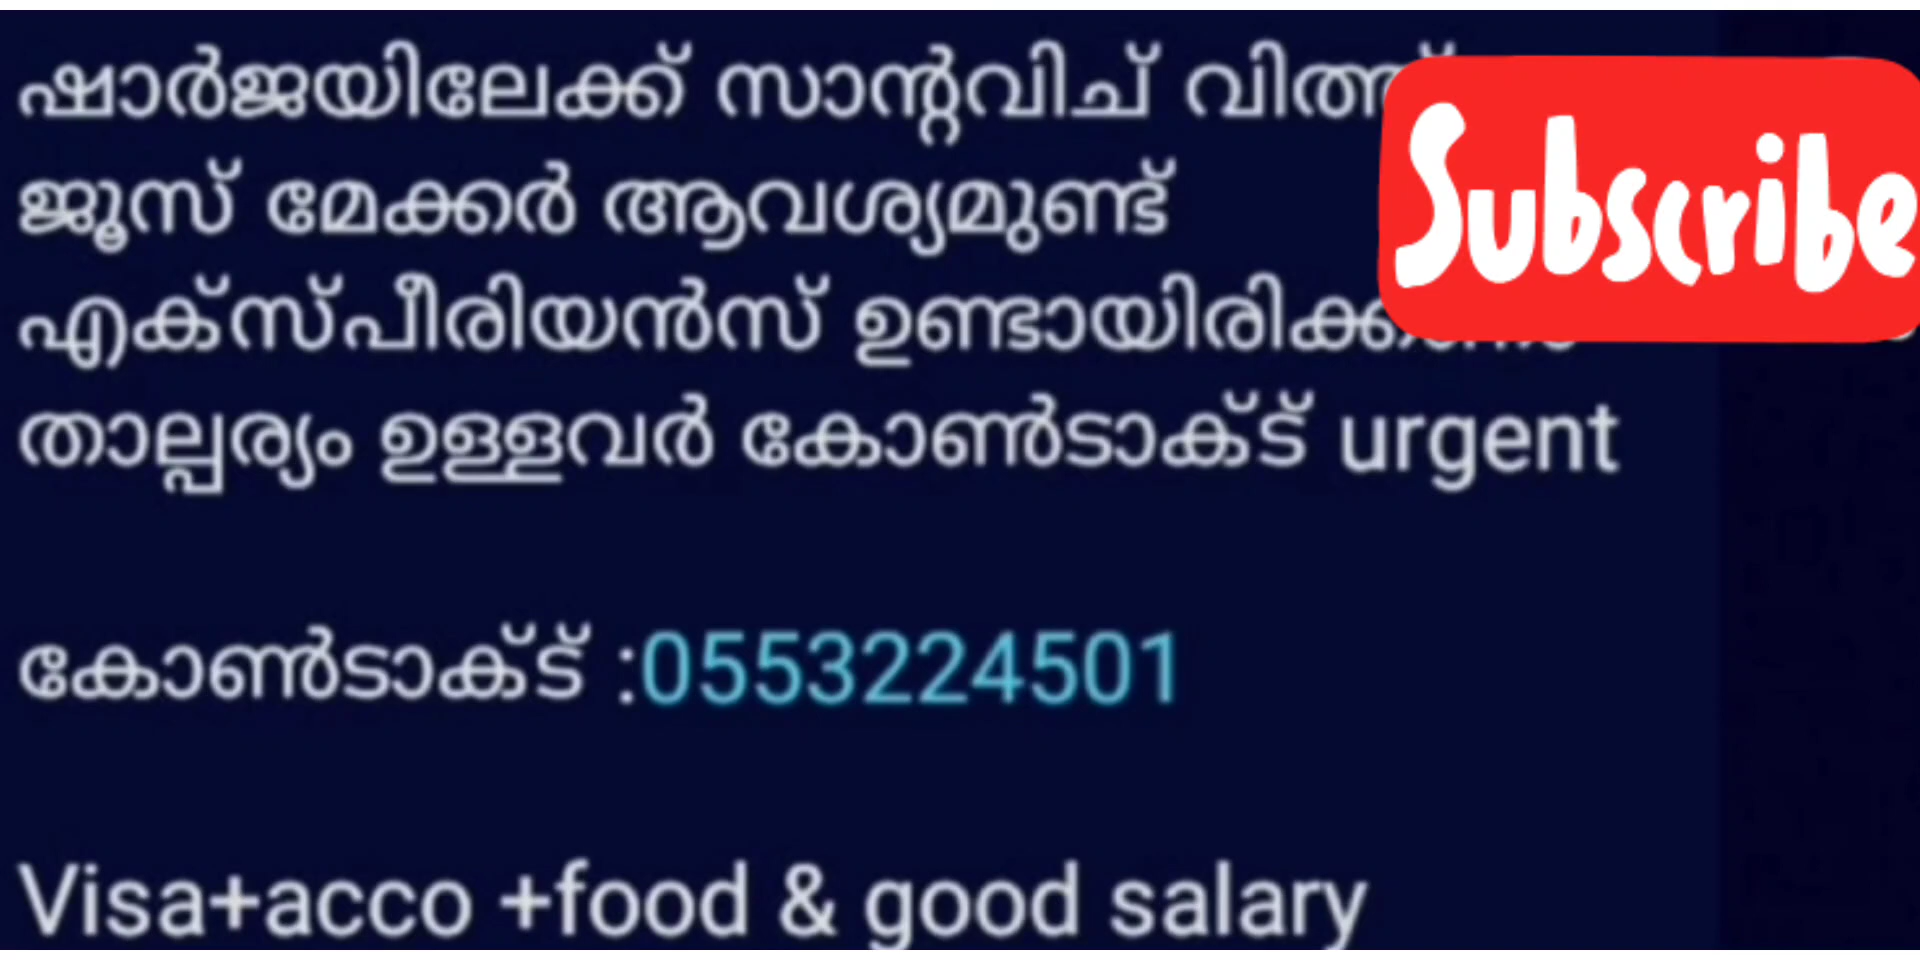 ഷാർജയിലേക്ക് സാന്റവിച് വിത്ത്
ജൂസ് മേക്കർ ആവശ്യമുണ്ട്
എക്സ്പീരിയൻസ് ഉണ്ടായിരിക്കണം
താല്പര്യം ഉള്ളവർ കോൺടാക്ട് urgent
കോൺടാക്ട് :0553224501
Visa+acco +food & good salary
Subscribe